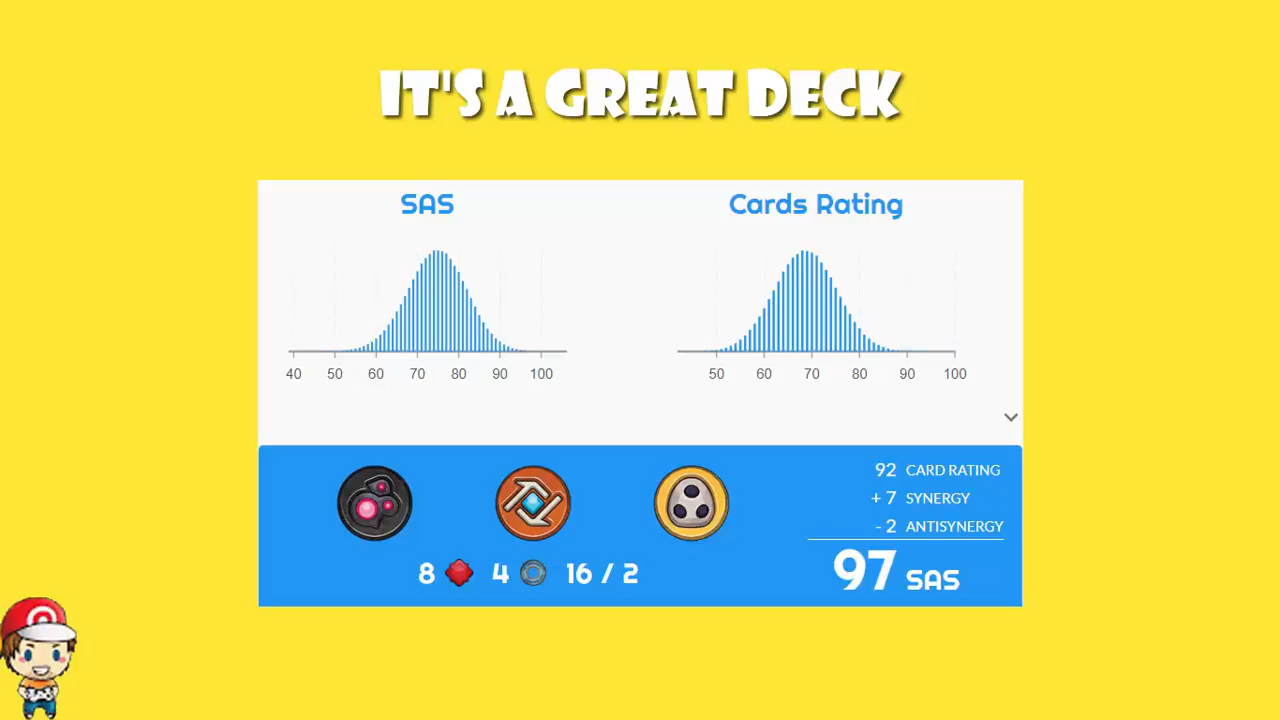 IT'S A GREAT DECK
SAS
Cards Rating
40 50 60 70 80 90 100
50 60 70 80 90 100
92 CARD RATING
+ 7 SYNERGY
- 2 ANTISYNERGY
8 4 16 / 2
97 SAS